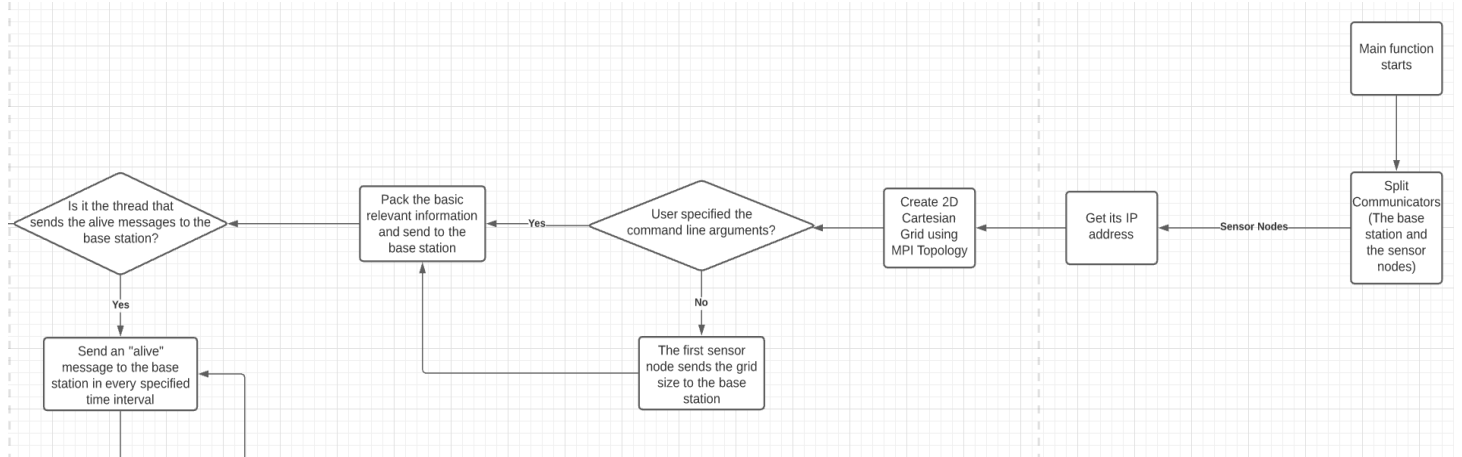 Main function
starts
Split
Communicators
(The base
station and
the sensor
nodes)
Sensor Nodes
Get its IP
address
Create 2D
Cartesian
Grid using
MPI Topology
User specified the
command line arguments?
Yes
No
The first sensor
node sends the grid
size to the base
station
Pack the basic
relevant information
and send to the
base station
Is it the thread that
sends the alive messages to the
base station?
Yes
Send an "alive"
message to the base
station in every specified
time interval